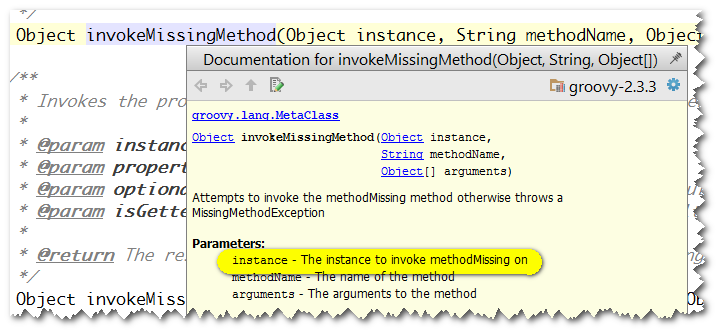 */
Object invokeMissingMethod(Object instance, String methodName, Objec
Documentation for invokeMissingMethod(Object, String, Object[])
/**
groovy-2.3.3
* Invokes the pro
*
groovy.lang.MetaClass
* @param instanc
Object invokeMissingMethod(Object instance,
* @param propert
String methodName,
* @param optiona
Object[] arguments)
* @param isGette
Attempts to invoke the methodMissing method otherwise throws a
MissingMethodException
*
* @return The res
Parameters:
instance - The instance to invoke methodMissing on
*/
methodName - The name of the method
Object invokeMiss
arguments - The arguments to the method